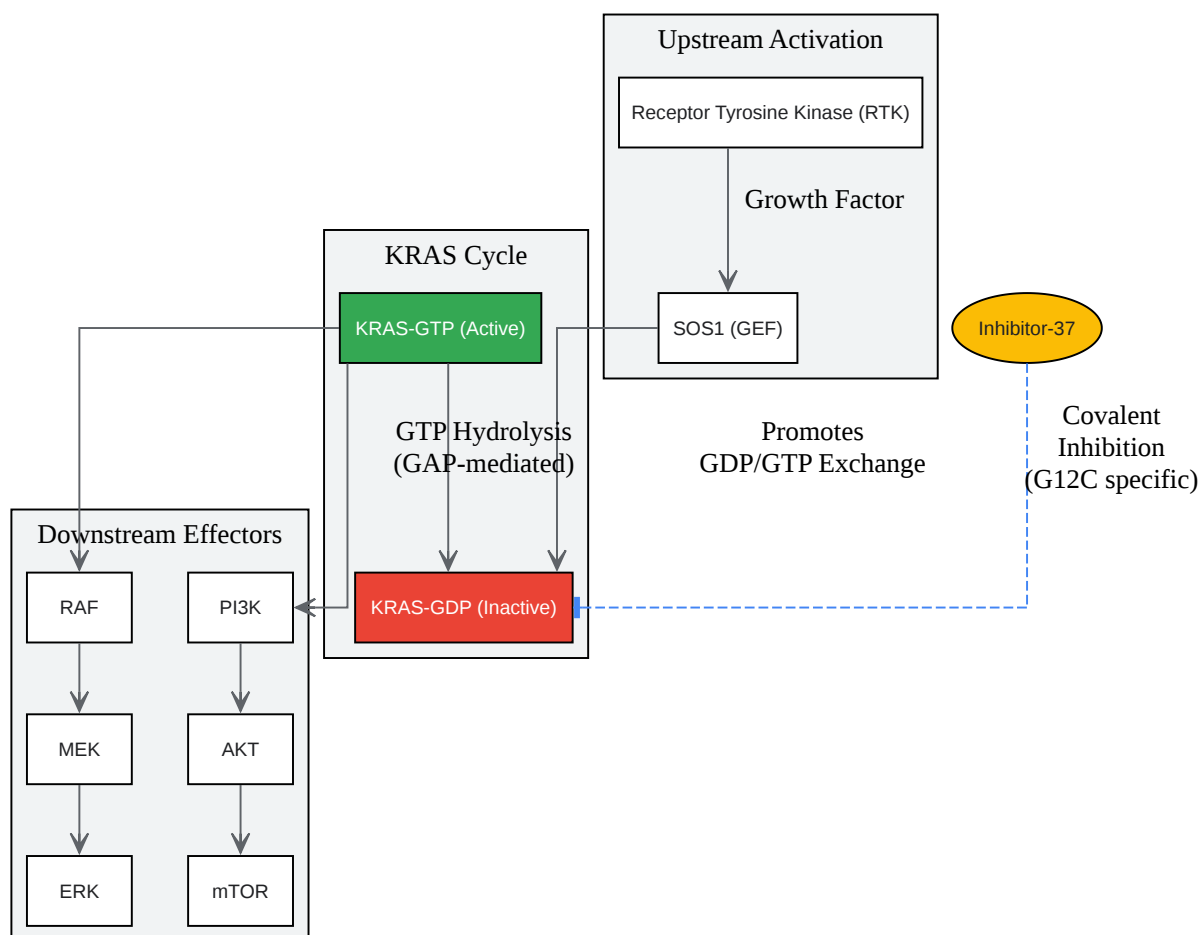 Upstream Activation
Receptor Tyrosine Kinase (RTK)
Growth Factor
KRAS Cycle
KRAS-GTP (Active)
SOS1 (GEF)
Inhibitor-37
GTP Hydrolysis
(GAP-mediated)
Promotes
GDP/GTP Exchange
Covalent
Inhibition
(G12C specific)
Downstream Effectors
RAF
PI3K
KRAS-GDP (Inactive)
MEK
AKT
ERK
mTOR